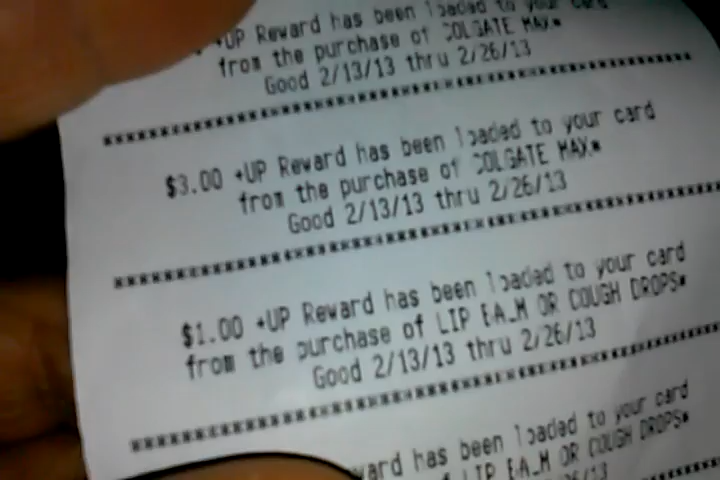 +UP Reward has been loaded to your card
from the purchase of COLGATE MAX*
Good 2/13/13 thru 2/26/13
$3.00 +UP Reward has been loaded to your card
from the purchase of COLGATE MAX*
Good 2/13/13 thru 2/26/13
$1.00 +UP Reward has been loaded to your card
from the purchase of LIP BALM OR COUGH DROPS*
Good 2/13/13 thru 2/26/13
has been loaded to your card
of LIP BALM OR COUGH DROPS*